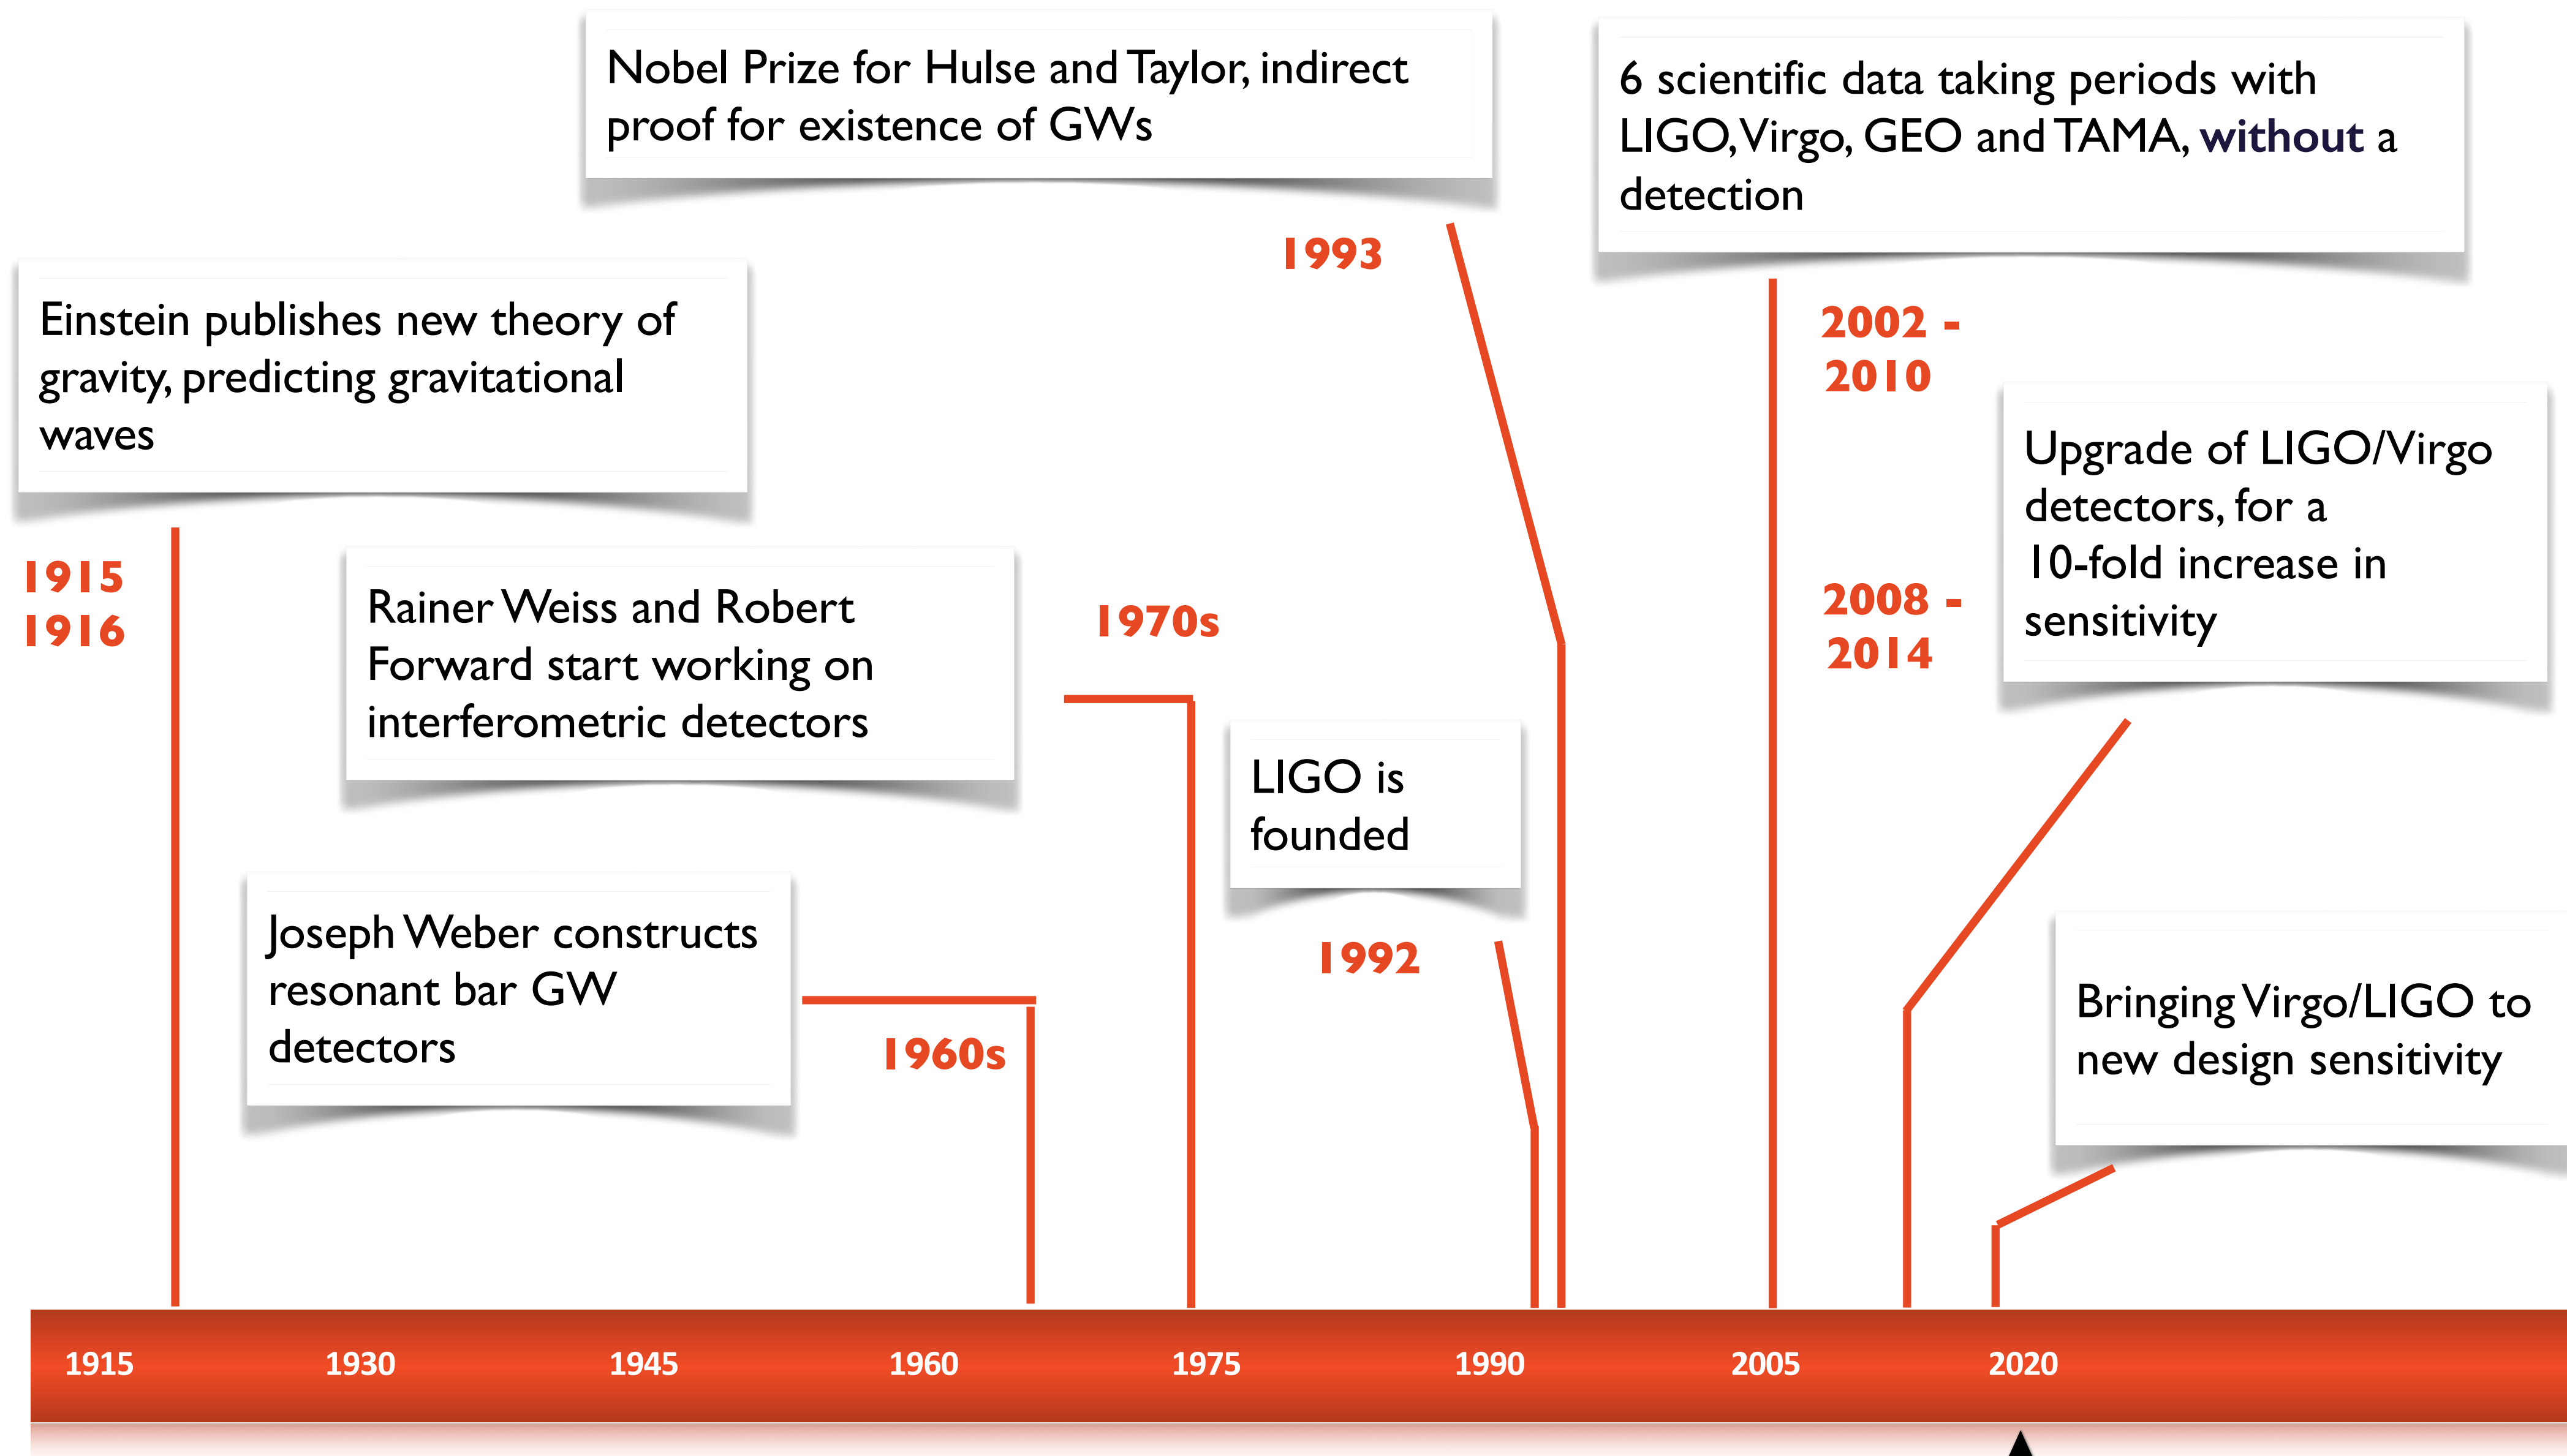 Nobel Prize for Hulse and Taylor, indirect
proof for existence of GWs
1993
6 scientific data taking periods with
LIGO, Virgo, GEO and TAMA, without a
detection
2002 -
2010
Einstein publishes new theory of
gravity, predicting gravitational
waves
1915
1916
Rainer Weiss and Robert
Forward start working on
interferometric detectors
1970s
Upgrade of LIGO/Virgo
detectors, for a
10-fold increase in
sensitivity
2008 -
2014
LIGO is
founded
1992
Joseph Weber constructs
resonant bar GW
detectors
1960s
Bringing Virgo/LIGO to
new design sensitivity
1915 1930 1945 1960 1975 1990 2005 2020